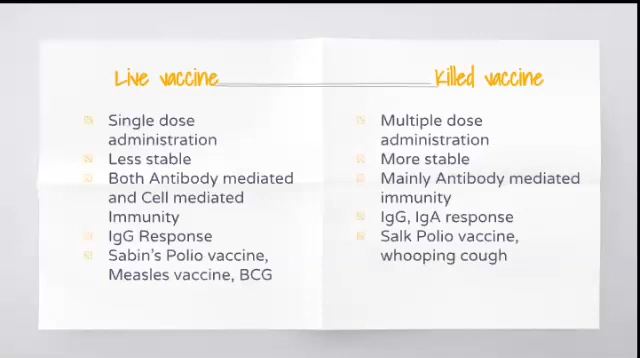 Live vaccine
Single dose
administration
Less stable
Both Antibody mediated
and Cell mediated
Immunity
IgG Response
Sabin's Polio vaccine,
Measles vaccine, BCG
Killed vaccine
Multiple dose
administration
More stable
Mainly Antibody mediated
immunity
IgG, IgA response
Salk Polio vaccine,
whooping cough